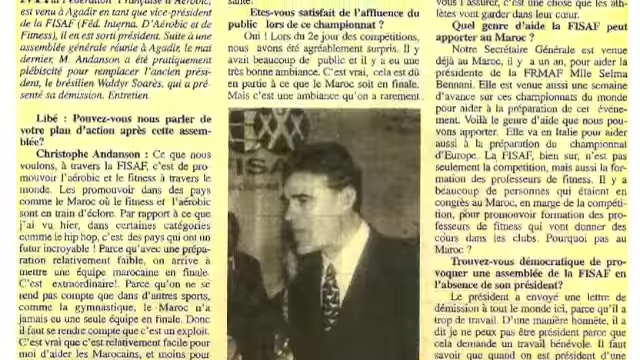 Fédération Française d'Aérobic,
est venu à Agadir en tant que vice-président
de la FISAF (Féd. Interna. D'Aérobic et de
Fitness), il en est sorti président. Suite à une
assemblée générale réunie à Agadir, le mai
dernier, M. Andanson a été pratiquement
plébiscité pour remplacer l'ancien prési-
dent, le brésilien Waldyr Soarès, qui a pré-
senté sa démission. Entretien.
Libé : Pouvez-vous nous parler de
votre plan d'action après cette assem-
blée?
Christophe Andanson : Ce que nous
voulons, à travers la FISAF, c'est de pro-
mouvoir l'aérobic et le fitness à travers le
monde. Les promouvoir dans des pays
comme le Maroc où le fitness et l'aérobic
sont en train d'éclore. Par rapport à ce que
j'ai vu hier, dans certaines catégories
comme le hip hop, c'est des pays qui ont un
futur incroyable ! Parce qu'avec une prépa-
ration relativement faible, on arrive à
mettre une équipe marocaine en finale.
C'est extraordinaire!. Parce qu'on ne se
rend pas compte que dans d'autres sports,
comme la gymnastique, le Maroc n'a
jamais eu une seule équipe en finale. Donc
il faut se rendre compte que c'est un exploit.
C'est vrai que c'est relativement facile pour
moi d'aider les Marocains, et moins pour
santé.
Etes-vous satisfait de l'affluence du
public lors de ce championnat ?
Oui ! Lors du 2e jour des compétitions,
nous avons été agréablement surpris. Il y
avait beaucoup de public et il y a eu une
très bonne ambiance. C'est vrai, cela est dû
en partie à ce que le Maroc soit en finale.
Mais c'est une ambiance qu'on a rarement
FISAF
vous l'assurer, c'est une chose que les ath-
lètes vont garder dans leur cœur.
Quel genre d'aide la FISAF peut
apporter au Maroc ?
Notre Secrétaire Générale est venue
déjà au Maroc, il y a un an, pour aider la
présidente de la FRMAF Mlle Selma
Bennani. Elle est venue aussi une semaine
d'avance sur ces championnats du monde
pour aider à la préparation de cet événe-
ment. Voilà le genre d'aide que nous pou-
vons apporter. Elle va en Italie pour aider
aussi à la préparation du championnat
d'Europe. La FISAF, bien sur, n'est pas
seulement la compétition, mais aussi la for-
mation des professeurs de fitness. Il y a
beaucoup de personnes qui étaient en
congrès au Maroc, en marge de la compéti-
tion, pour promouvoir formation des pro-
fesseurs de fitness qui vont donner des
cours dans les clubs. Pourquoi pas au
Maroc ?
Trouvez-vous démocratique de pro-
voquer une assemblée de la FISAF en
l'absence de son président?
Le président a envoyé une lettre de
démission à tout le monde ici, parce qu'il a
trop de travail. D'une manière honnête, il a
dit je ne peux pas être président parce que
cela demande un travail bénévole. Il faut
savoir que quand on est président d'une